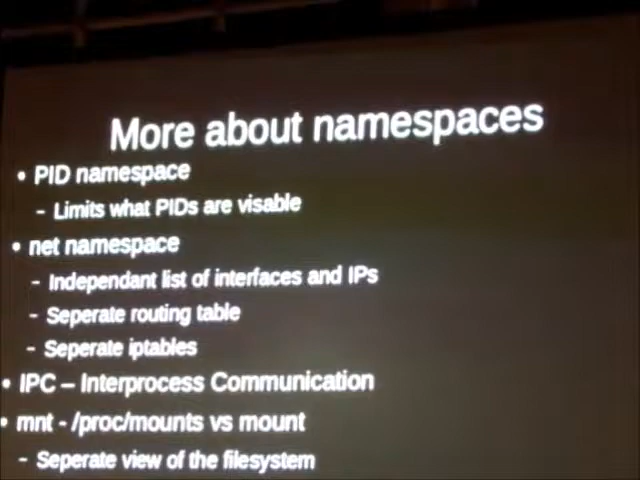 More about namespaces
• PID namespace
– Limits what PIDs are visable
• net namespace
– Independant list of interfaces and IPs
– Seperate routing table
– Seperate iptables
• IPC – Interprocess Communication
• mnt - /proc/mounts vs mount
– Seperate view of the filesystem